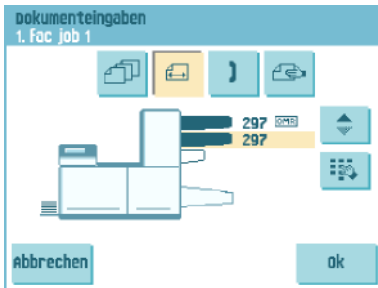 Dokumenteingaben
1. Fac job 1
297 OMR
297
Abbrechen
Ok